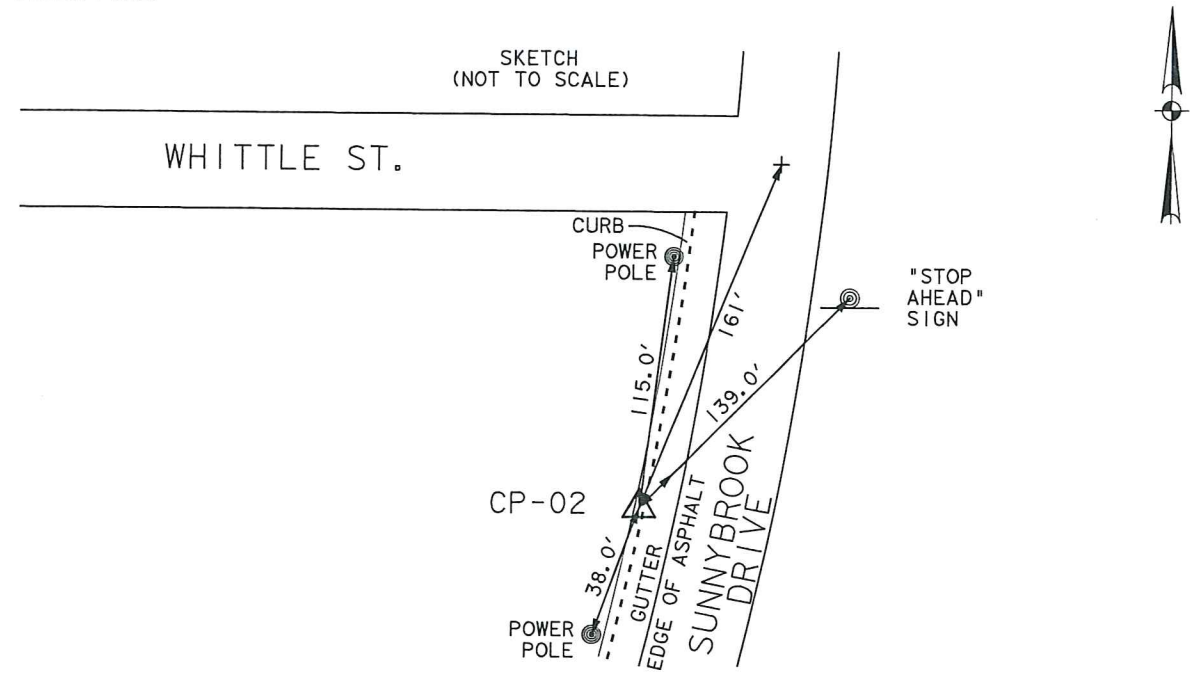 SKETCH
(NOT TO SCALE)
WHITTLE ST.
CURB
POWER
POLE
"STOP
AHEAD"
SIGN
161'
115.0'
139.0'
CP-02
38.0'
GUTTER
EDGE OF ASPHALT
SUNNYBROOK
DRIVE
POWER
POLE